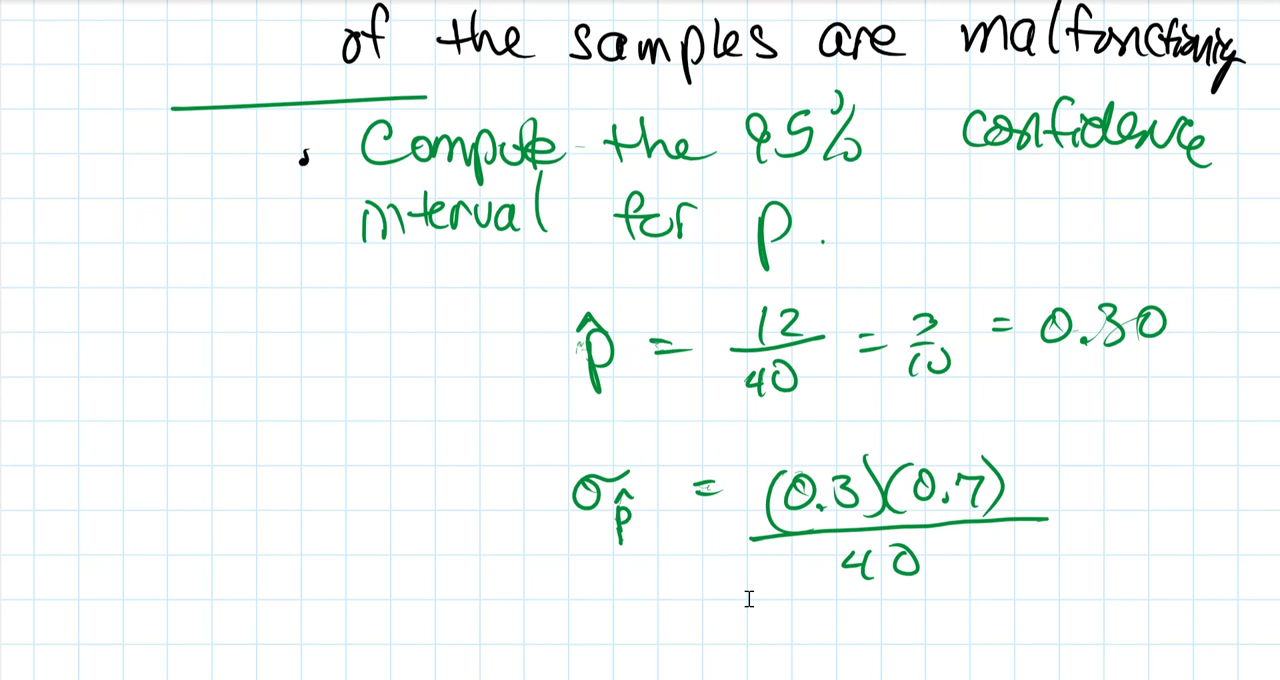 of the samples are malfonctioning
Compute the 95% confidence
interval for p.
p̂ = 12/40 = 3/10 = 0.30
σp̂ = (0.3)(0.7)/40